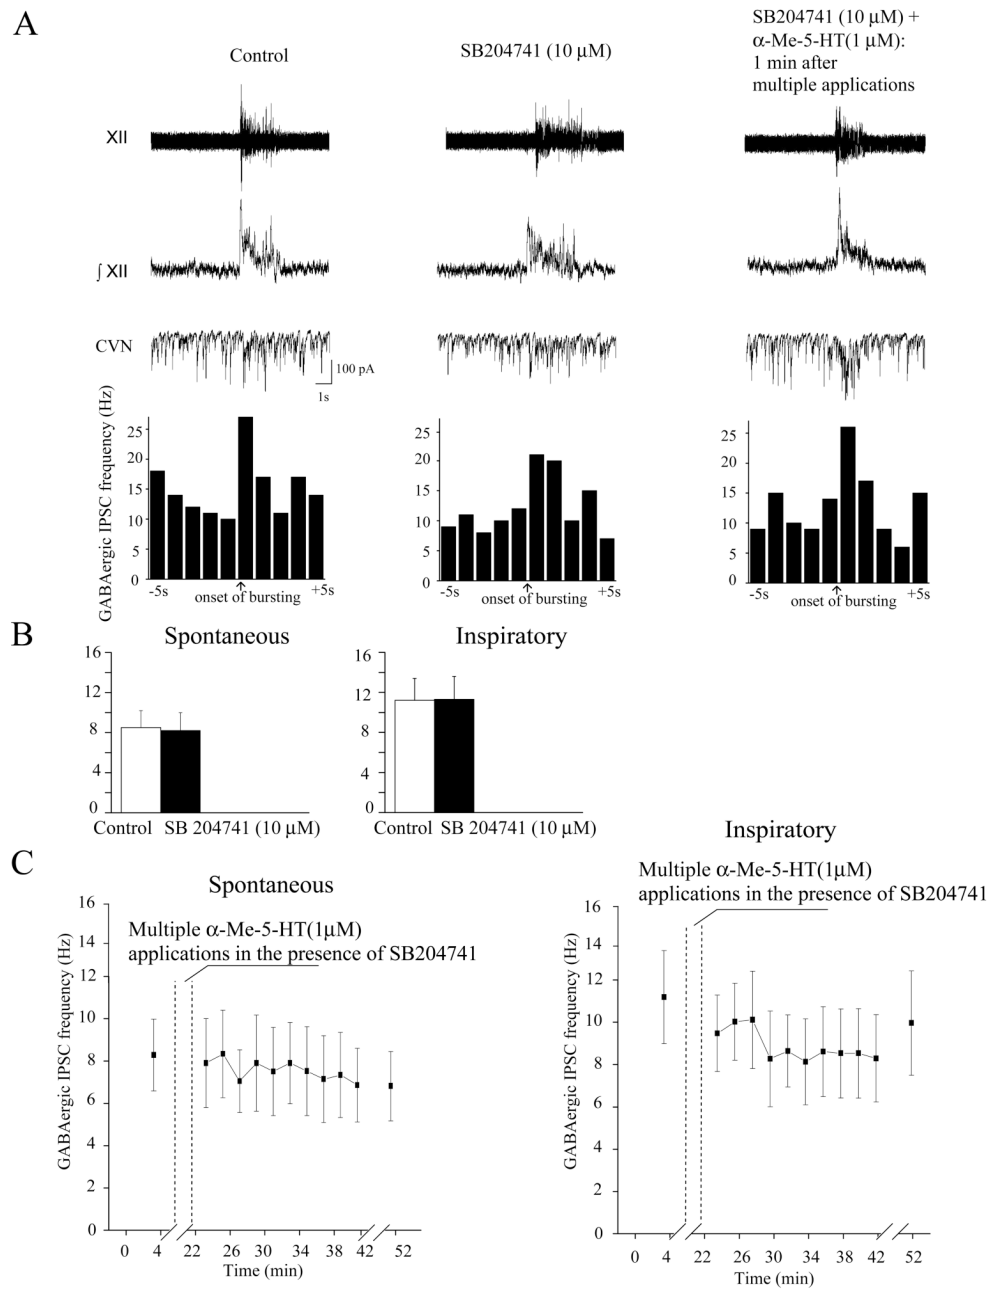 A
Control
SB204741 (10 μM)
SB204741 (10 μM) +
α-Me-5-HT(1 μM):
1 min after
multiple applications
XII
∫ XII
CVN
100 pA
1s
GABAergic IPSC frequency (Hz)
25
20
15
10
5
0
-5s
onset of bursting
+5s
25
20
15
10
5
0
-5s
onset of bursting
+5s
25
20
15
10
5
0
-5s
onset of bursting
+5s
B
Spontaneous
16
12
8
4
0
Control SB 204741 (10 μM)
Inspiratory
16
12
8
4
0
Control SB 204741 (10 μM)
C
Spontaneous
Multiple α-Me-5-HT(1μM)
applications in the presence of SB204741
GABAergic IPSC frequency (Hz)
16
14
12
10
8
6
4
2
0
0 4 22 26 30 34 38 42 52
Time (min)
Inspiratory
Multiple α-Me-5-HT(1μM)
applications in the presence of SB204741
GABAergic IPSC frequency (Hz)
16
14
12
10
8
6
4
2
0
0 4 22 26 30 34 38 42 52
Time (min)